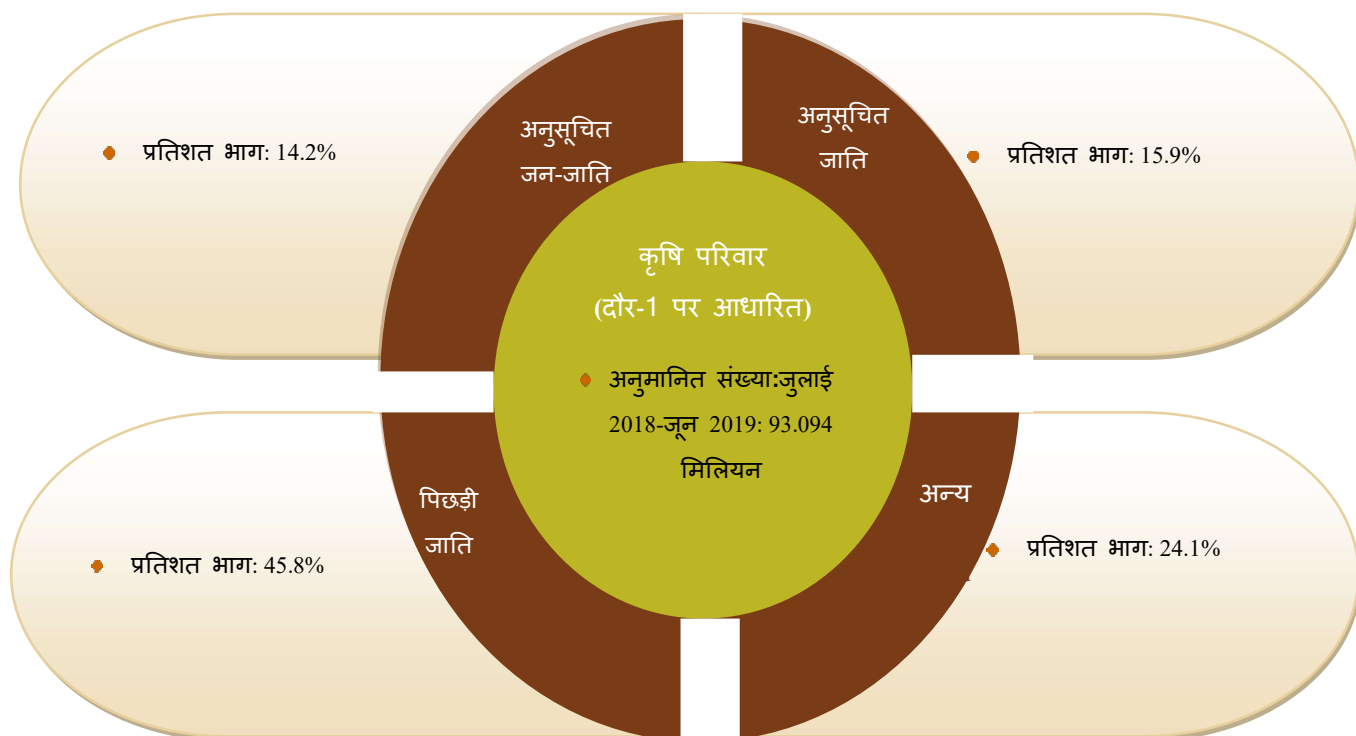 अनुसूचित
जन-जाति
प्रतिशत भाग: 14.2%
अनुसूचित
जाति
प्रतिशत भाग: 15.9%
कृषि परिवार
(दौर-1 पर आधारित)
अनुमानित संख्या:जुलाई
2018-जून 2019: 93.094
मिलियन
पिछड़ी
जाति
प्रतिशत भाग: 45.8%
अन्य
प्रतिशत भाग: 24.1%